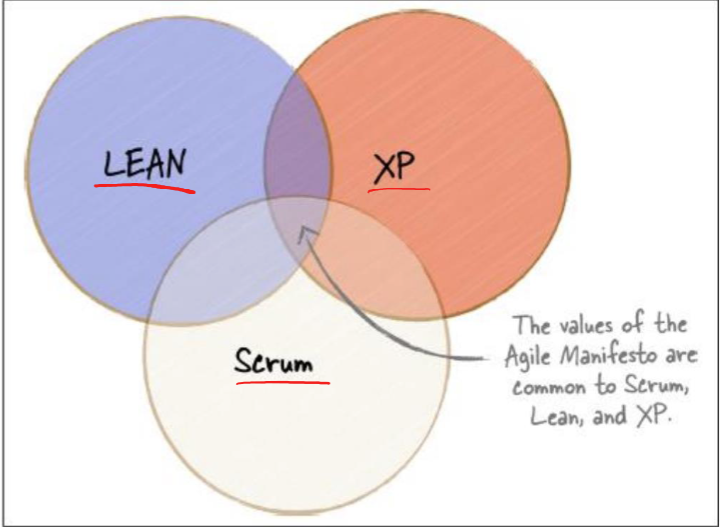 LEAN
XP
Scrum
The values of the
Agile Manifesto are
common to Scrum,
Lean, and XP.